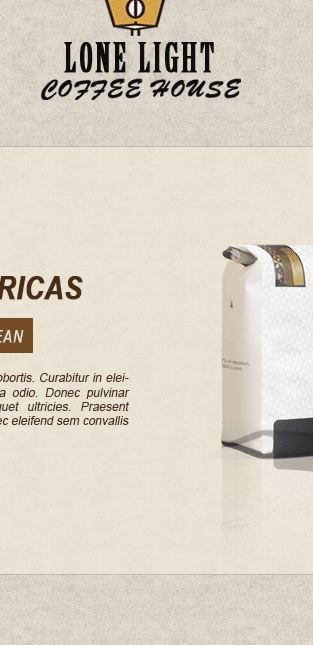 LONE LIGHT
COFFEE HOUSE
RICAS
EAN
obortis. Curabitur in elei-
a odio. Donec pulvinar
quet ultricies. Praesent
ec eleifend sem convallis